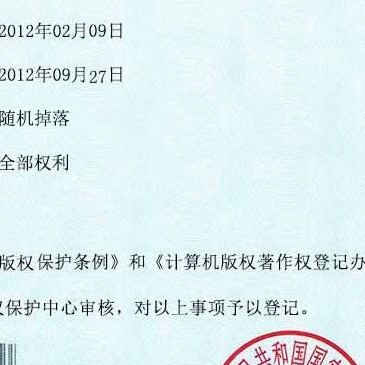 2012年02月09日
2012年09月27日
随机掉落
全部权利
版权保护条例》和《计算机版权著作权登记办
权保护中心审核，对以上事项予以登记。
共和国国